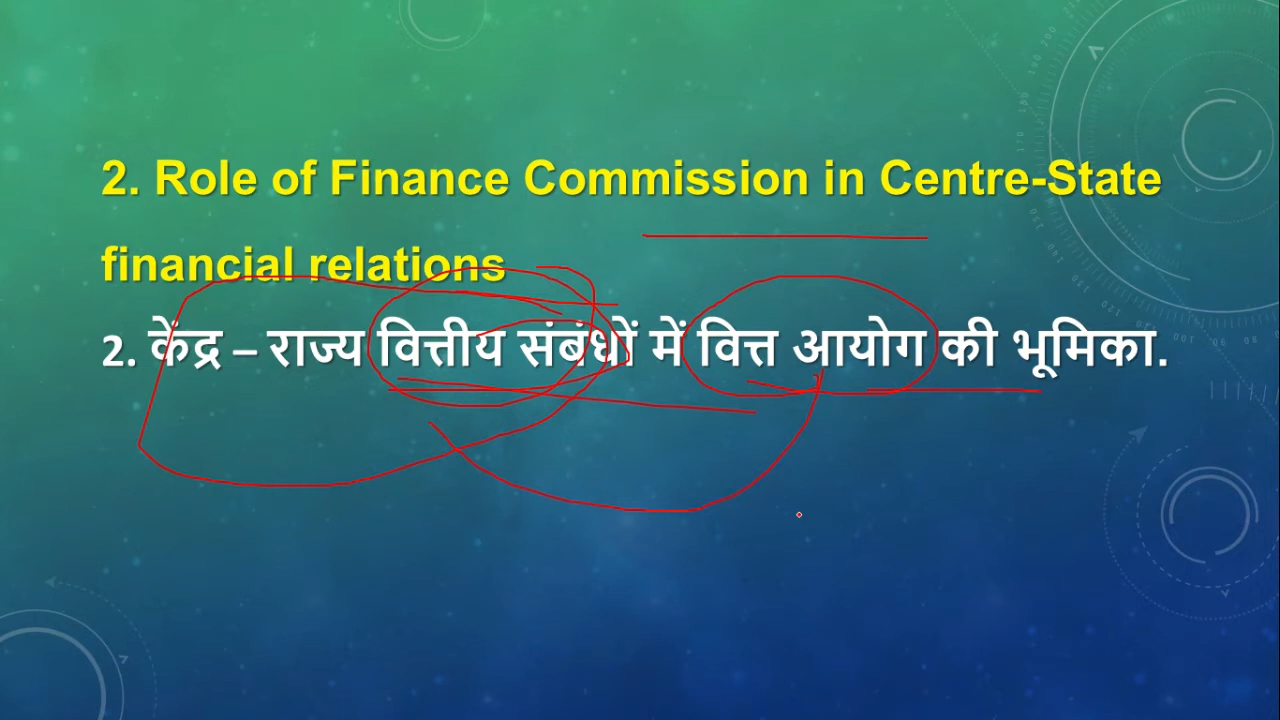 2. Role of Finance Commission in Centre-State
financial relations
2. केंद्र – राज्य वित्तीय संबंधों में वित्त आयोग की भूमिका.